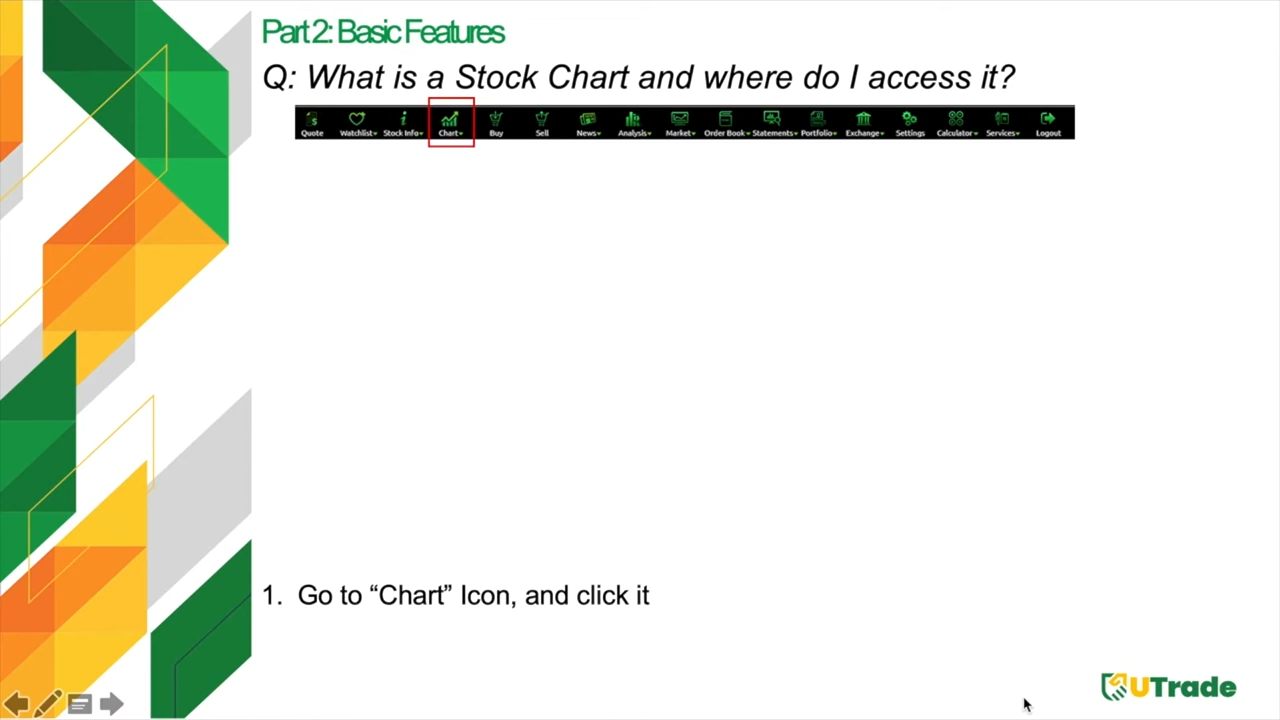 Part 2: Basic Features
Q: What is a Stock Chart and where do I access it?
Quote Watchlist Stock Info Chart Buy Sell News Analysis Market Order Book Statements Portfolio Exchange Settings Calculator Services Logout
1. Go to “Chart” Icon, and click it
UTrade